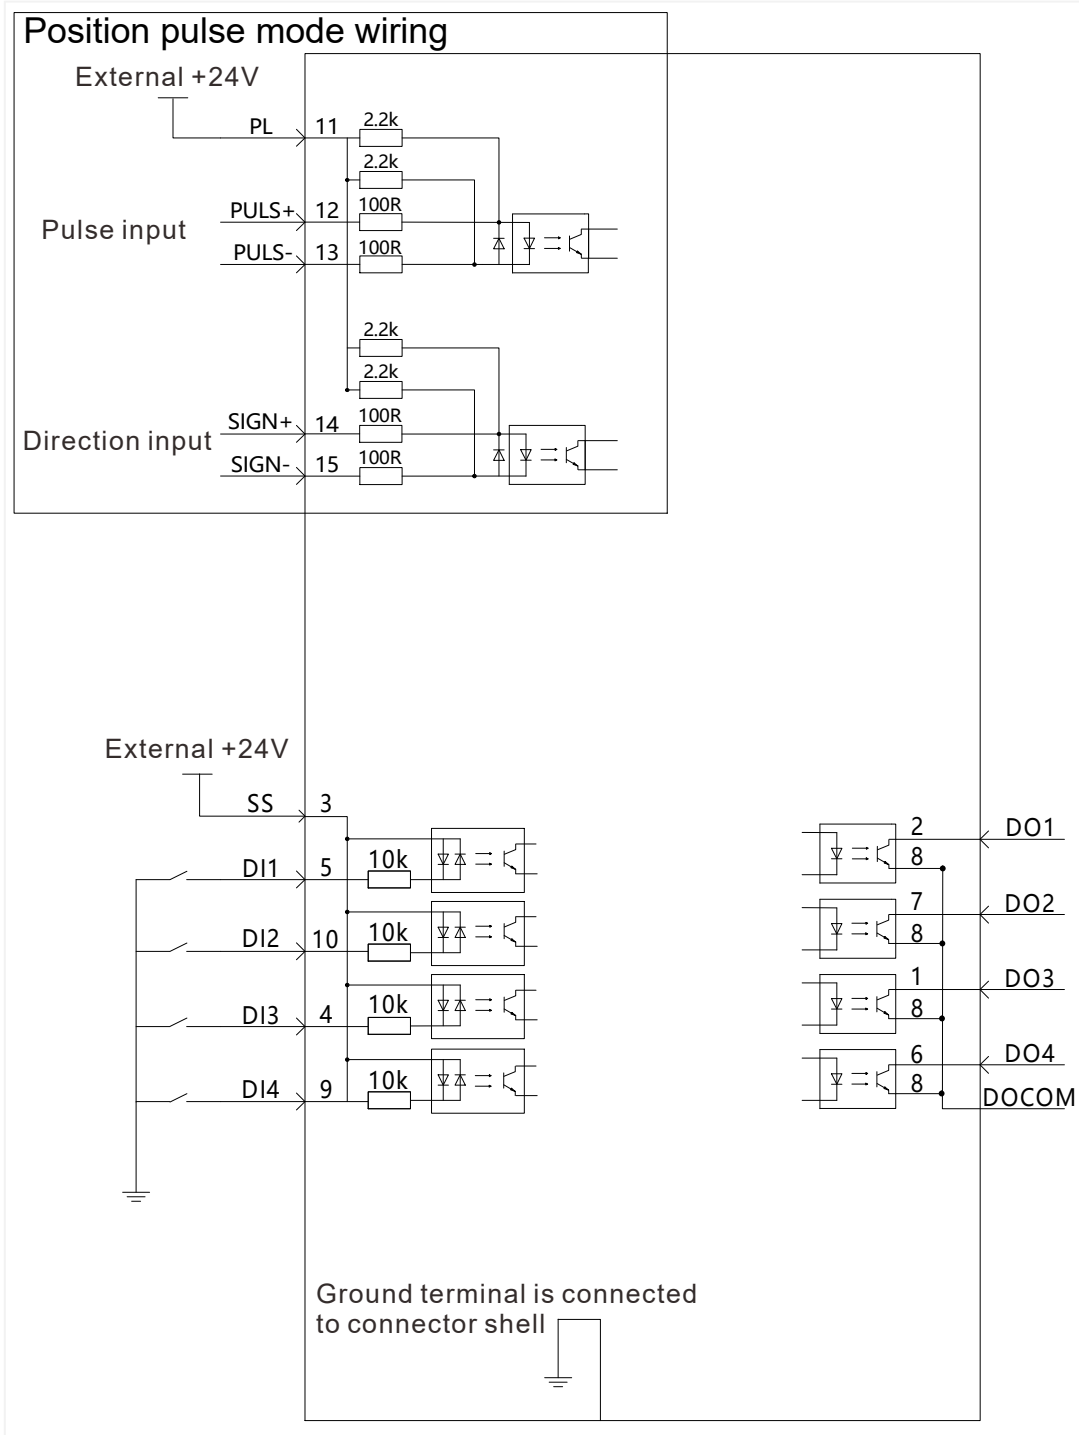 Position pulse mode wiring
External +24V
PL 11 2.2k
2.2k
PULS+ 12 100R
Pulse input
PULS- 13 100R
2.2k
2.2k
SIGN+ 14 100R
Direction input
SIGN- 15 100R
External +24V
SS 3
DI1 5 10k
DI2 10 10k
DI3 4 10k
DI4 9 10k
2 DO1
8
7 DO2
8
1 DO3
8
6 DO4
8
DOCOM
Ground terminal is connected
to connector shell